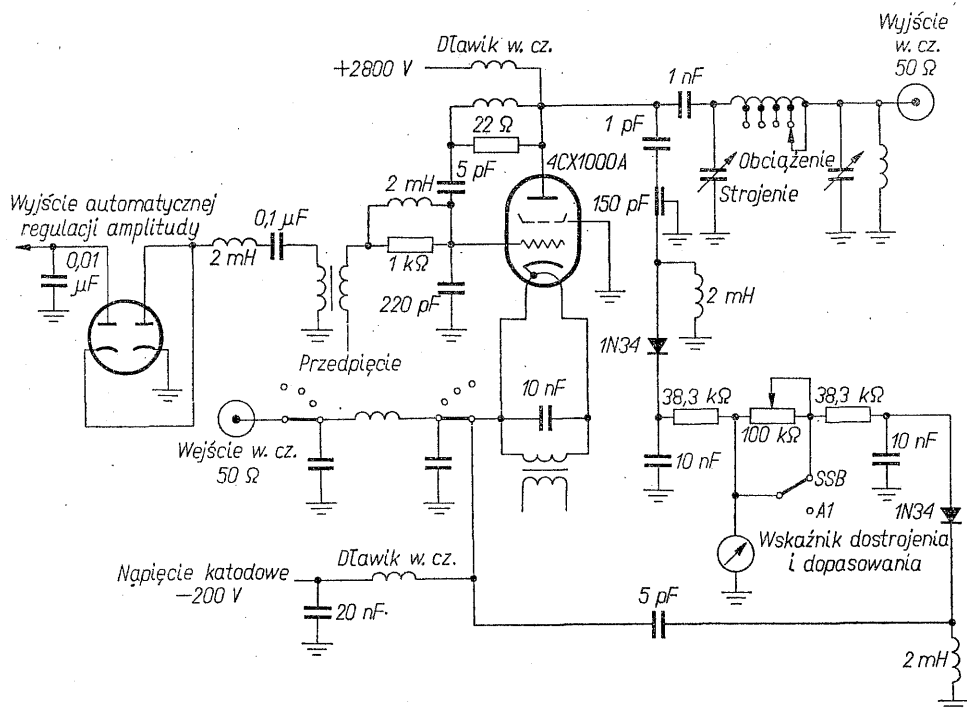 Wyjście
w. cz.
50 Ω
Dławik w. cz.
+2800 V
1 nF
22 Ω
1 pF
4CX1000A
Obciążenie
Strojenie
5 pF
2 mH
150 pF
Wyjście automatycznej
regulacji amplitudy
0,1 μF
0,01
μF
2 mH
1 kΩ
220 pF
2 mH
1N34
Przedpięcie
10 nF
38,3 kΩ
100 kΩ
38,3 kΩ
10 nF
10 nF
SSB
A1
1N34
Wejście w. cz.
50 Ω
Wskaźnik dostrojenia
i dopasowania
Dławik w. cz.
Napięcie katodowe
−200 V
20 nF
5 pF
2 mH